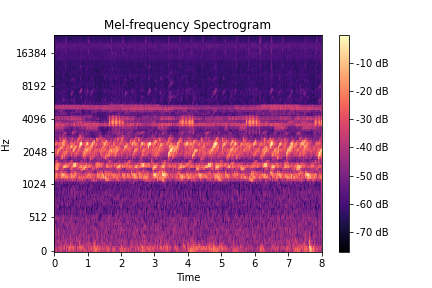 Mel-frequency Spectrogram
16384
8192
4096
2048
1024
512
0
Hz
0 1 2 3 4 5 6 7 8
Time
-10 dB
-20 dB
-30 dB
-40 dB
-50 dB
-60 dB
-70 dB